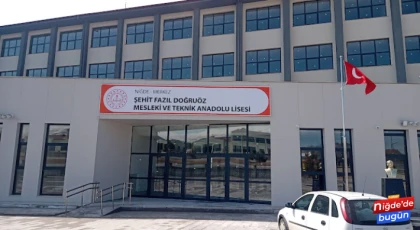 NİĞDE - MERKEZ
ŞEHİT FAZIL DOĞRUÖZ
MESLEKİ VE TEKNİK ANADOLU LİSESİ
Niğde'de
bugün